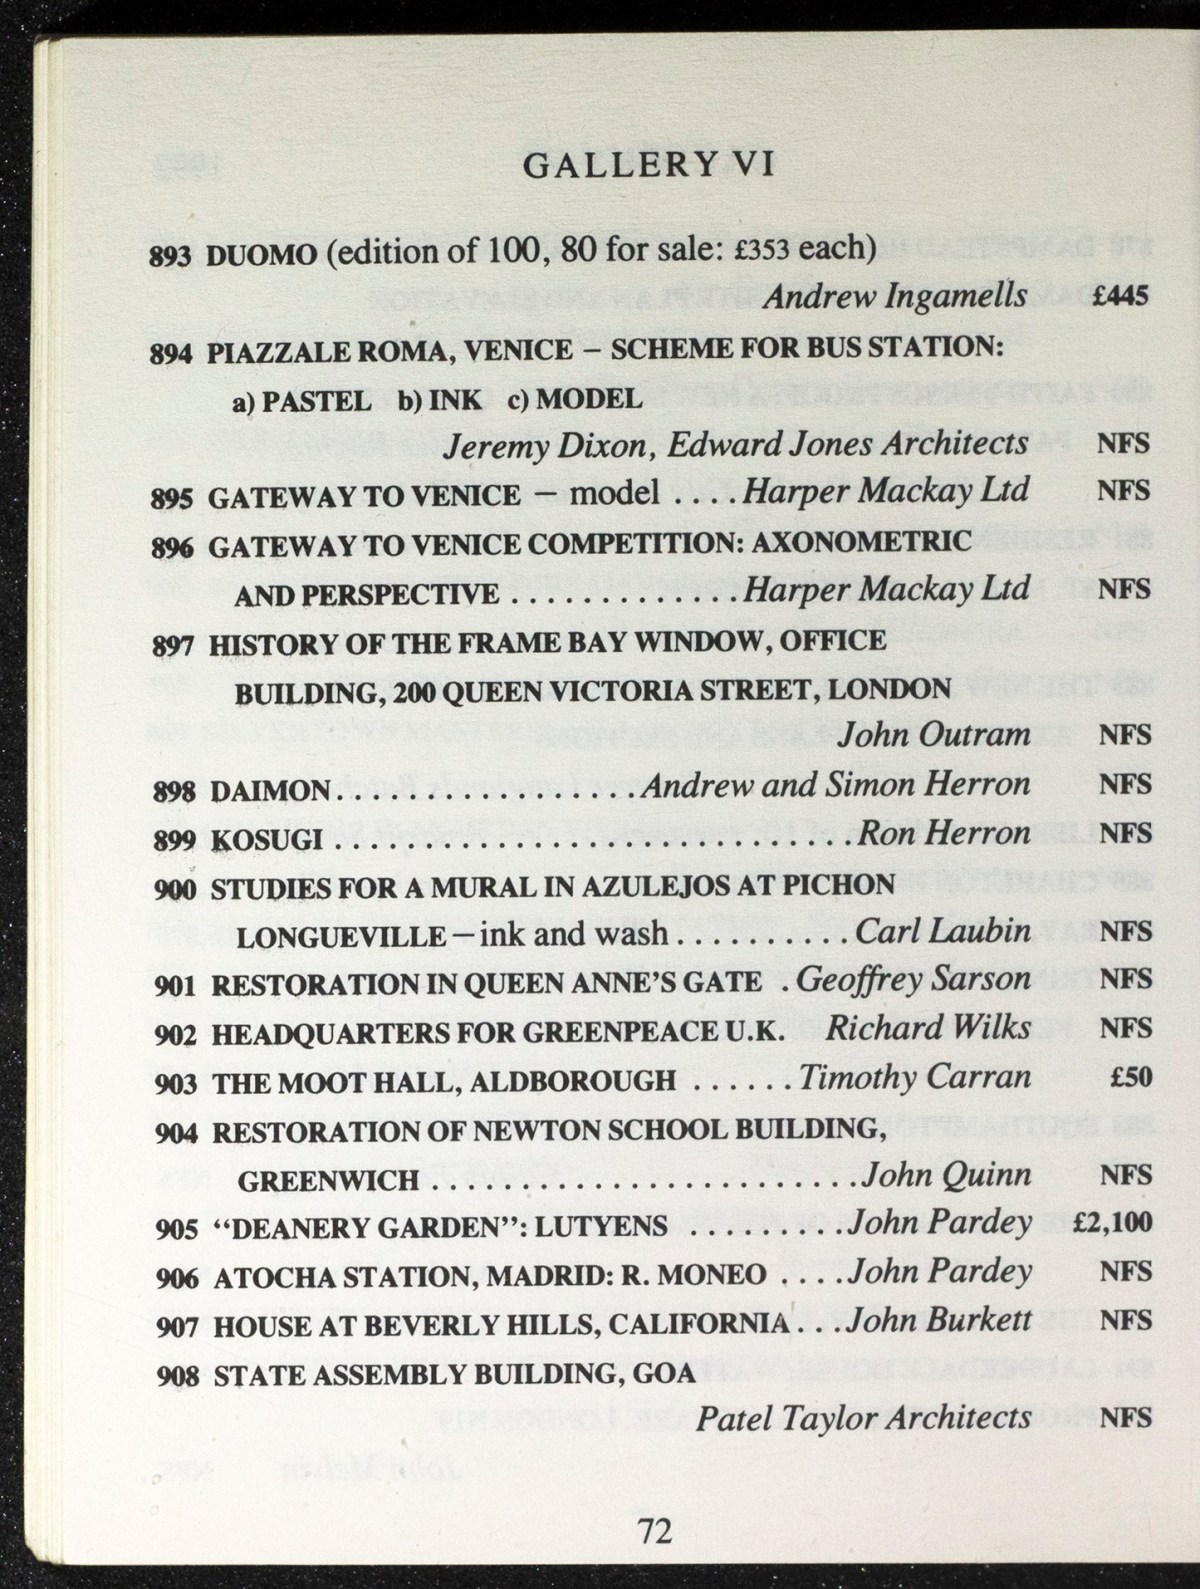 GALLERY VI
893 DUOMO (edition of 100, 80 for sale: £353 each)
Andrew Ingamells £445
894 PIAZZALE ROMA, VENICE – SCHEME FOR BUS STATION:
a) PASTEL b) INK c) MODEL
Jeremy Dixon, Edward Jones Architects NFS
895 GATEWAY TO VENICE – model . . . . Harper Mackay Ltd NFS
896 GATEWAY TO VENICE COMPETITION: AXONOMETRIC
AND PERSPECTIVE . . . . . . . . . . . . . Harper Mackay Ltd NFS
897 HISTORY OF THE FRAME BAY WINDOW, OFFICE
BUILDING, 200 QUEEN VICTORIA STREET, LONDON
John Outram NFS
898 DAIMON . . . . . . . . . . . . . . . . . Andrew and Simon Herron NFS
899 KOSUGI . . . . . . . . . . . . . . . . . . . . . . . . . . . . . Ron Herron NFS
900 STUDIES FOR A MURAL IN AZULEJOS AT PICHON
LONGUEVILLE – ink and wash . . . . . . . . . . Carl Laubin NFS
901 RESTORATION IN QUEEN ANNE'S GATE . Geoffrey Sarson NFS
902 HEADQUARTERS FOR GREENPEACE U.K. Richard Wilks NFS
903 THE MOOT HALL, ALDBOROUGH . . . . . . Timothy Carran £50
904 RESTORATION OF NEWTON SCHOOL BUILDING,
GREENWICH . . . . . . . . . . . . . . . . . . . . . . . . John Quinn NFS
905 “DEANERY GARDEN”: LUTYENS . . . . . . . . . John Pardey £2,100
906 ATOCHA STATION, MADRID: R. MONEO . . . . John Pardey NFS
907 HOUSE AT BEVERLY HILLS, CALIFORNIA . . . John Burkett NFS
908 STATE ASSEMBLY BUILDING, GOA
Patel Taylor Architects NFS
72